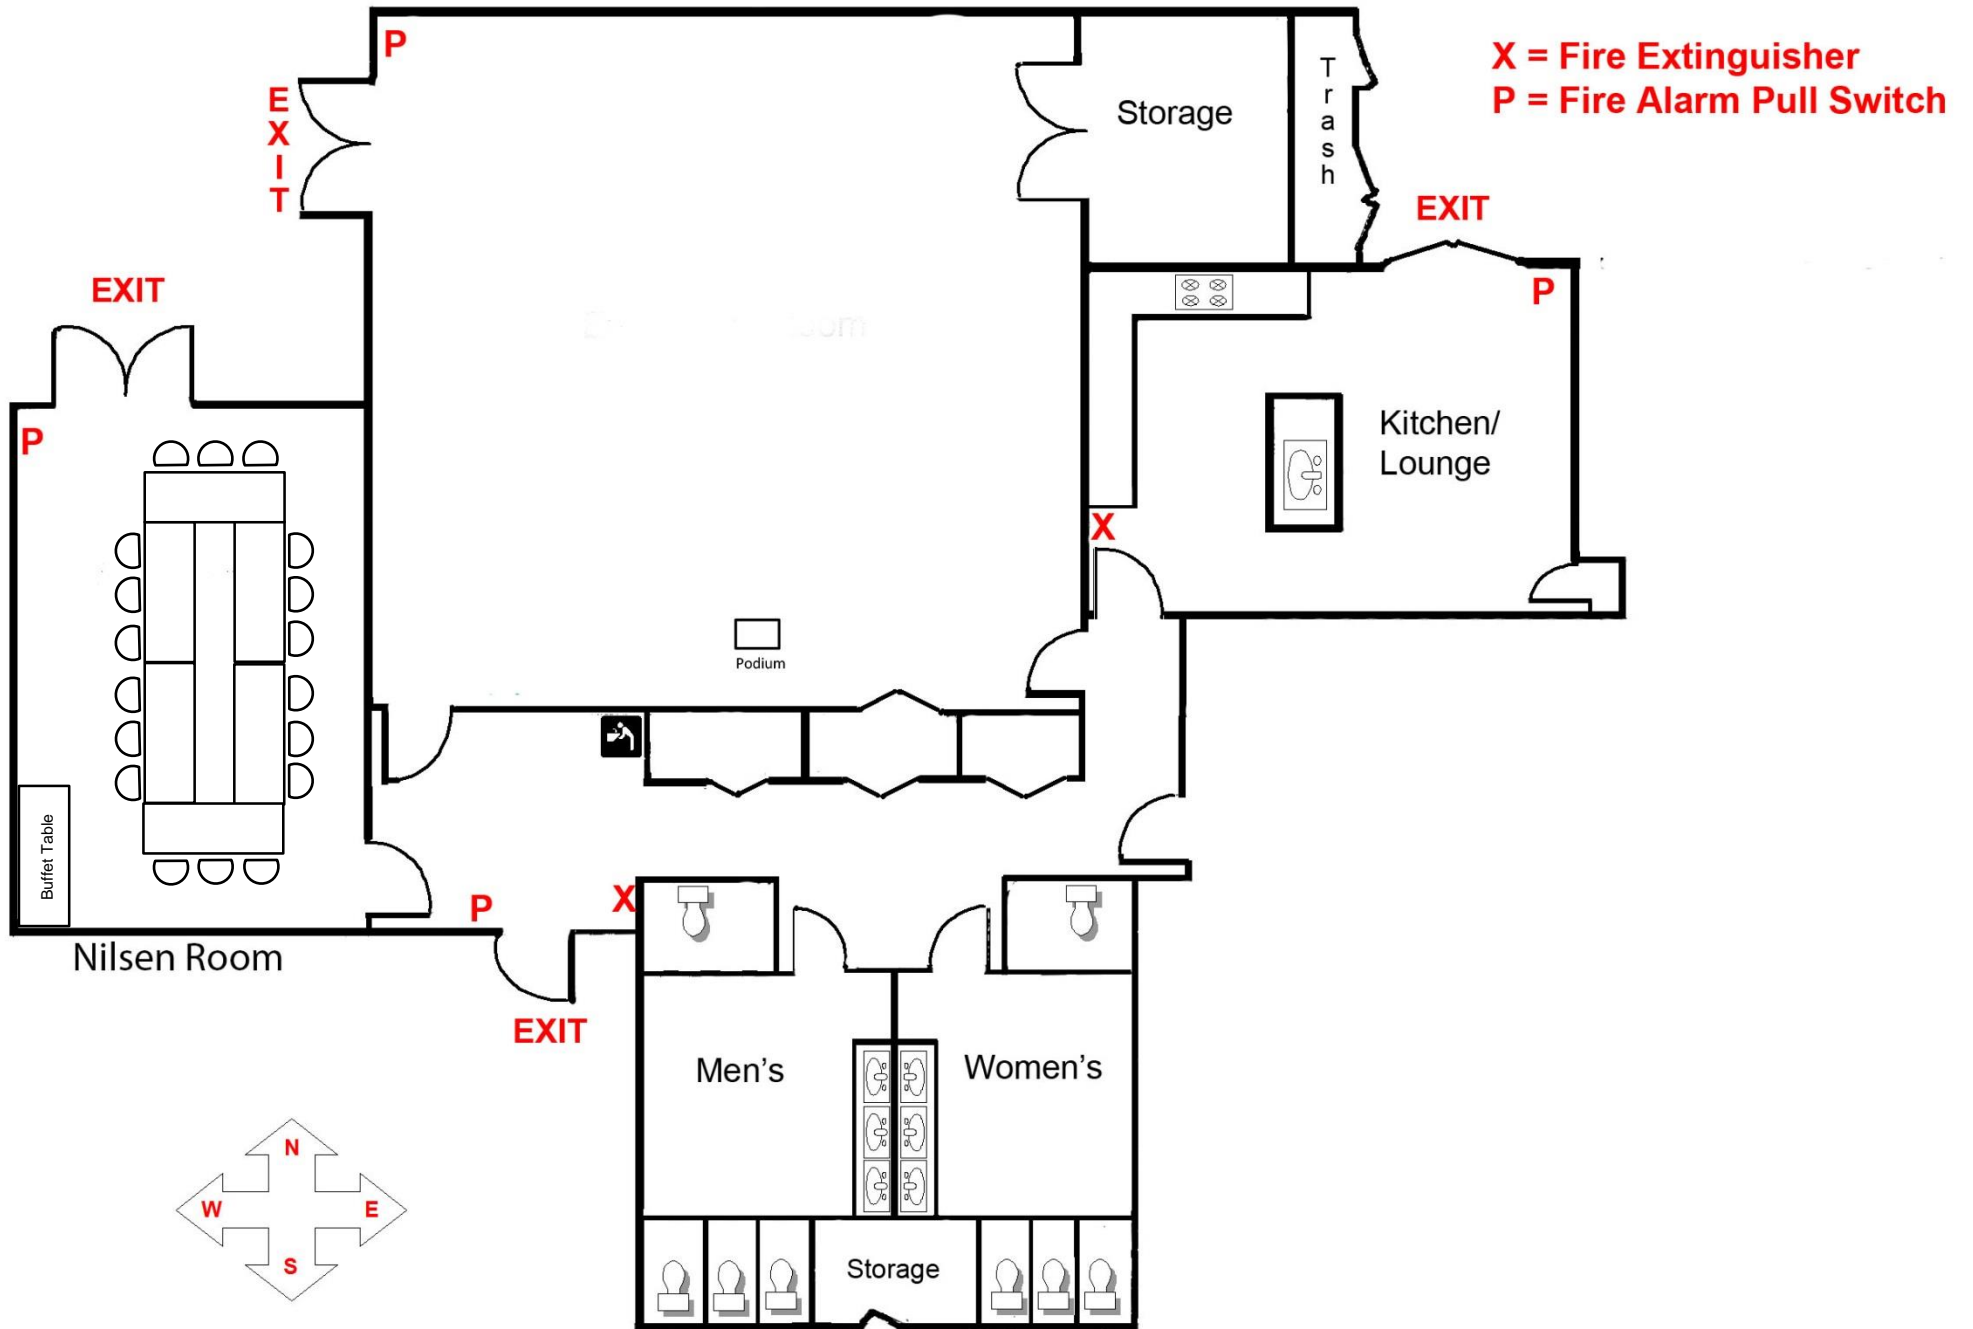 P
X = Fire Extinguisher
P = Fire Alarm Pull Switch
EXIT
Storage
Trash
EXIT
EXIT
P
P
Kitchen/
Lounge
X
Podium
Buffet Table
P
X
Nilsen Room
EXIT
Men's
Women's
N
W
E
S
Storage